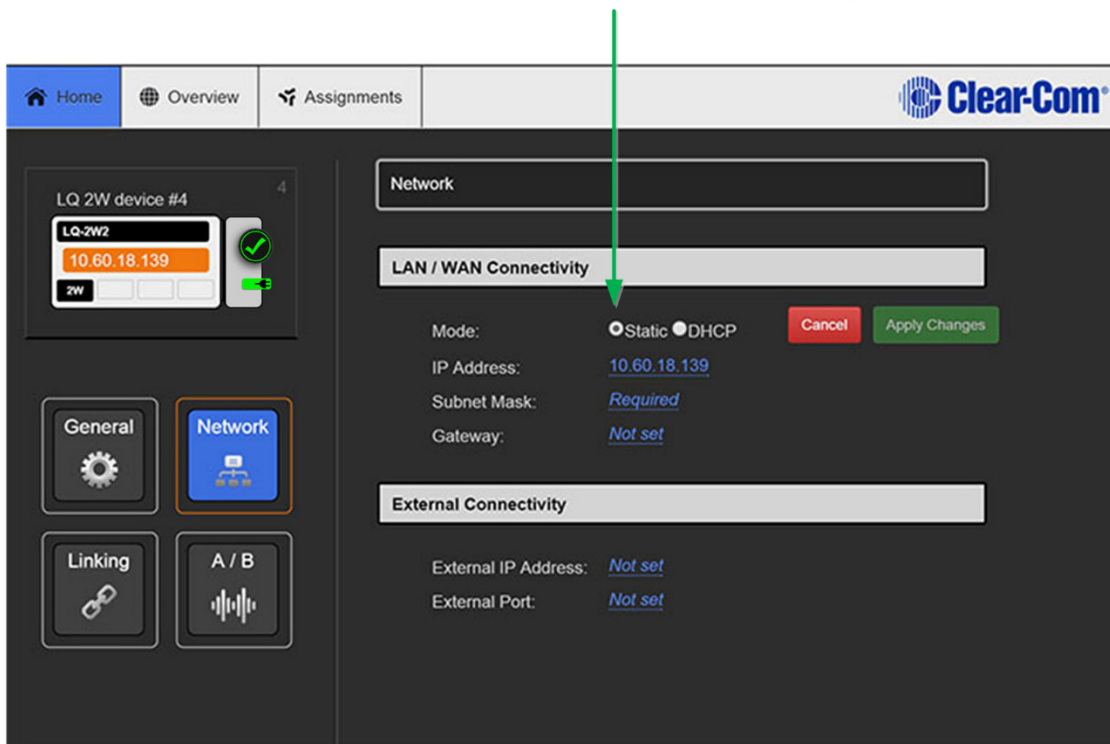 Home
Overview
Assignments
Clear-Com®
LQ 2W device #4
4
LQ-2W2
10.60.18.139
2W
General
Network
Linking
A / B
Network
LAN / WAN Connectivity
Mode: Static DHCP Cancel Apply Changes
IP Address: 10.60.18.139
Subnet Mask: Required
Gateway: Not set
External Connectivity
External IP Address: Not set
External Port: Not set